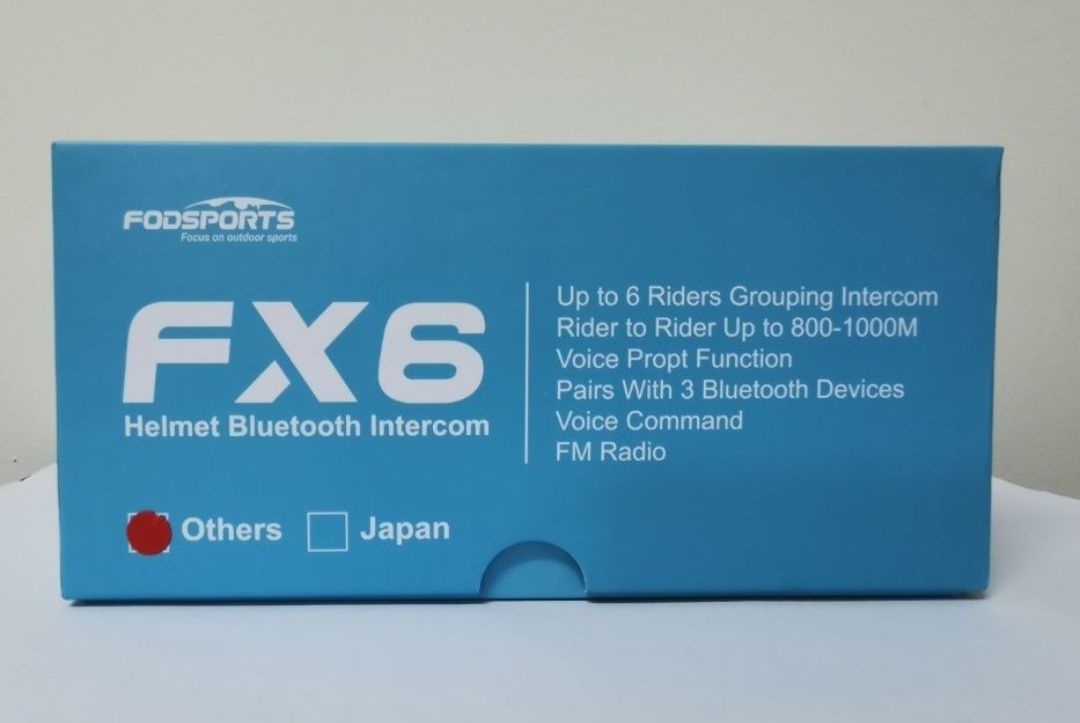 FODSPORTS
Focus on outdoor sports
FX6
Helmet Bluetooth Intercom
Up to 6 Riders Grouping Intercom
Rider to Rider Up to 800-1000M
Voice Propt Function
Pairs With 3 Bluetooth Devices
Voice Command
FM Radio
Others Japan